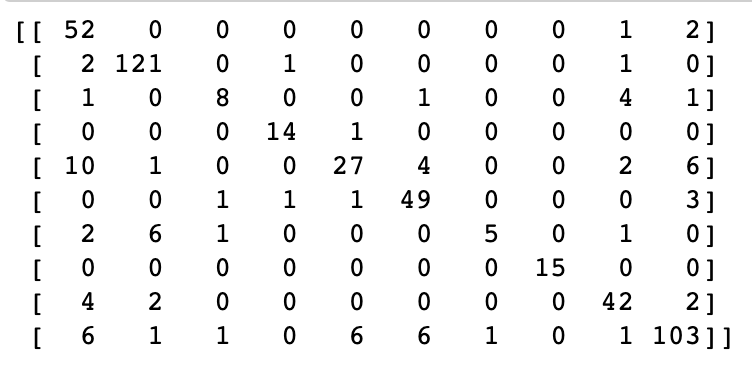 [[ 52 0 0 0 0 0 0 0 1 2]
[ 2 121 0 1 0 0 0 0 1 0]
[ 1 0 8 0 0 1 0 0 4 1]
[ 0 0 0 14 1 0 0 0 0 0]
[ 10 1 0 0 27 4 0 0 2 6]
[ 0 0 1 1 1 49 0 0 0 3]
[ 2 6 1 0 0 0 5 0 1 0]
[ 0 0 0 0 0 0 0 15 0 0]
[ 4 2 0 0 0 0 0 0 42 2]
[ 6 1 1 0 6 6 1 0 1 103]]